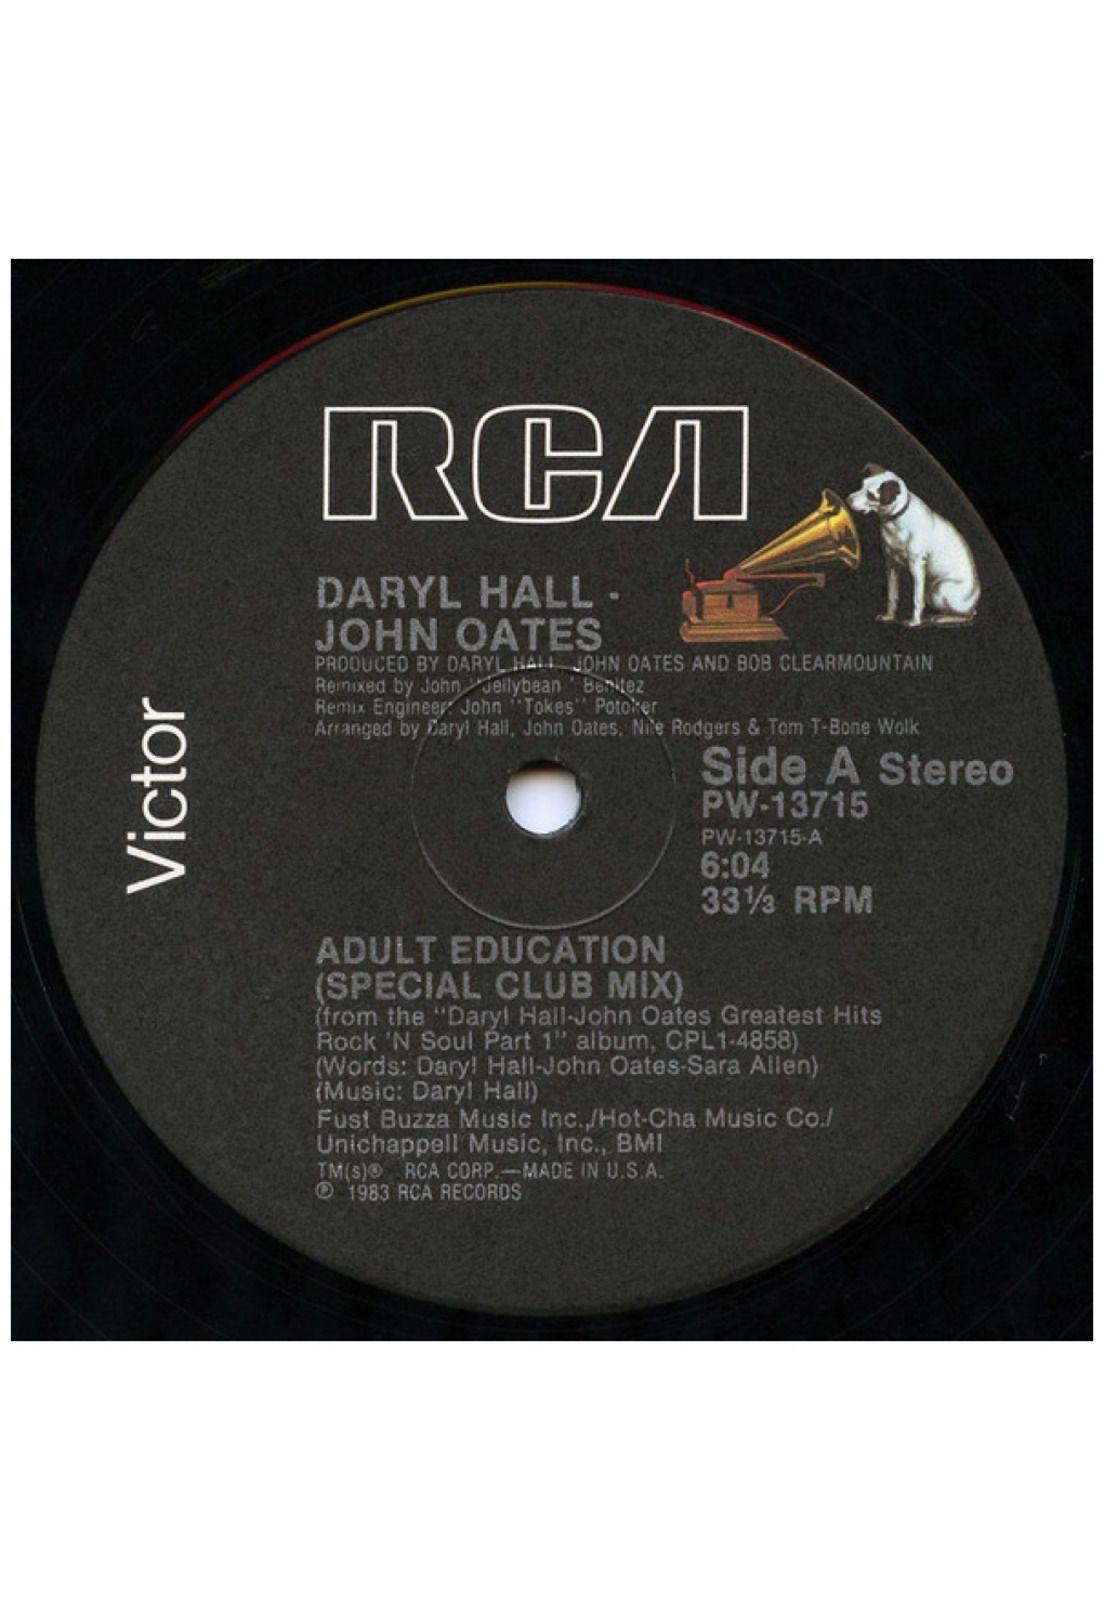 RCA
DARYL HALL -
JOHN OATES
PRODUCED BY DARYL HALL, JOHN OATES AND BOB CLEARMOUNTAIN
Remixed by John "Jellybean" Benitez
Remix Engineer: John "Tokes" Potoker
Arranged by Daryl Hall, John Oates, Nile Rodgers & Tom T-Bone Wolk
Victor
Side A Stereo
PW-13715
PW-13715-A
6:04
33⅓ RPM
ADULT EDUCATION
(SPECIAL CLUB MIX)
(from the "Daryl Hall-John Oates Greatest Hits
Rock 'N Soul Part 1" album, CPL1-4858)
(Words: Daryl Hall-John Oates-Sara Allen)
(Music: Daryl Hall)
Fust Buzza Music Inc./Hot-Cha Music Co./
Unichappell Music, Inc., BMI
TM(s)® RCA CORP.—MADE IN U.S.A.
℗ 1983 RCA RECORDS